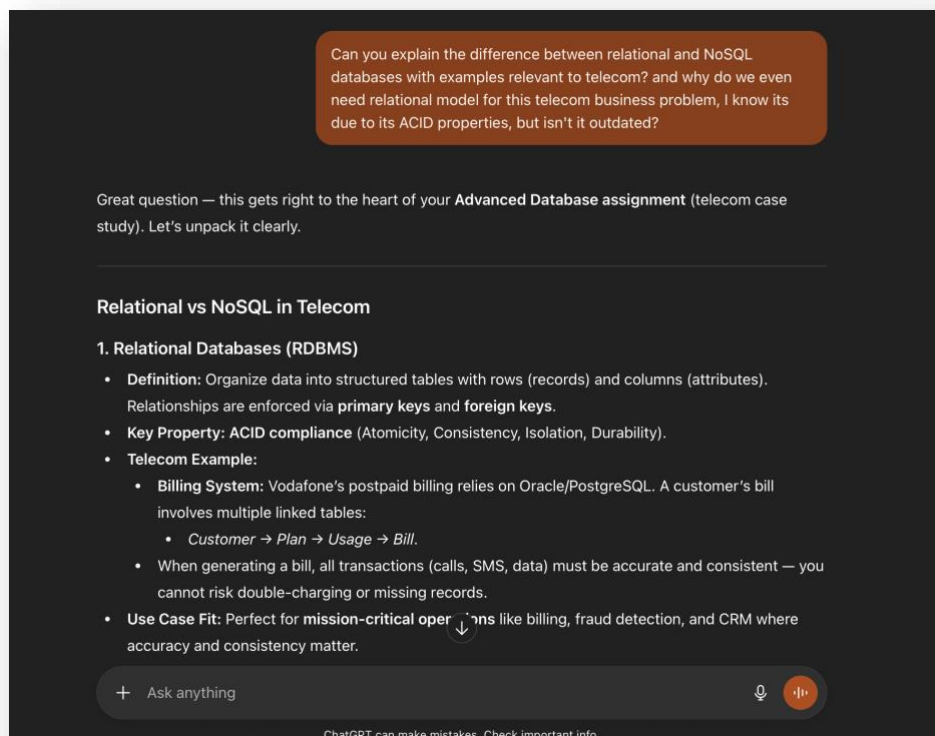 Can you explain the difference between relational and NoSQL
databases with examples relevant to telecom? and why do we even
need relational model for this telecom business problem, I know its
due to its ACID properties, but isn't it outdated?
Great question — this gets right to the heart of your Advanced Database assignment (telecom case
study). Let's unpack it clearly.
Relational vs NoSQL in Telecom
1. Relational Databases (RDBMS)
• Definition: Organize data into structured tables with rows (records) and columns (attributes).
Relationships are enforced via primary keys and foreign keys.
• Key Property: ACID compliance (Atomicity, Consistency, Isolation, Durability).
• Telecom Example:
• Billing System: Vodafone's postpaid billing relies on Oracle/PostgreSQL. A customer's bill
involves multiple linked tables:
• Customer → Plan → Usage → Bill.
• When generating a bill, all transactions (calls, SMS, data) must be accurate and consistent — you
cannot risk double-charging or missing records.
• Use Case Fit: Perfect for mission-critical operations like billing, fraud detection, and CRM where
accuracy and consistency matter.
Ask anything
ChatGPT can make mistakes. Check important info.